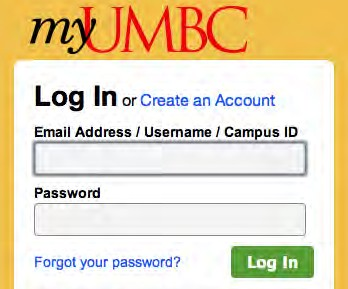 myUMBC
Log In or Create an Account
Email Address / Username / Campus ID
Password
Forgot your password? Log In